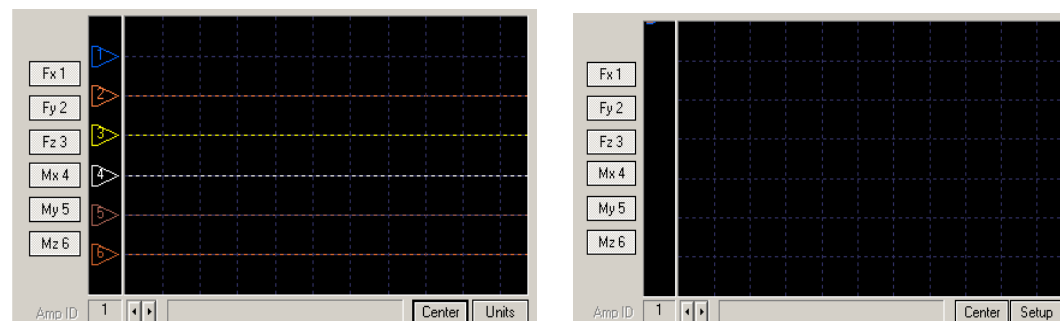 1
Fx 1
2
Fy 2
3
Fz 3
4
Mx 4
5
My 5
6
Mz 6
Amp ID 1 Center Units
Fx 1
Fy 2
Fz 3
Mx 4
My 5
Mz 6
Amp ID 1 Center Setup